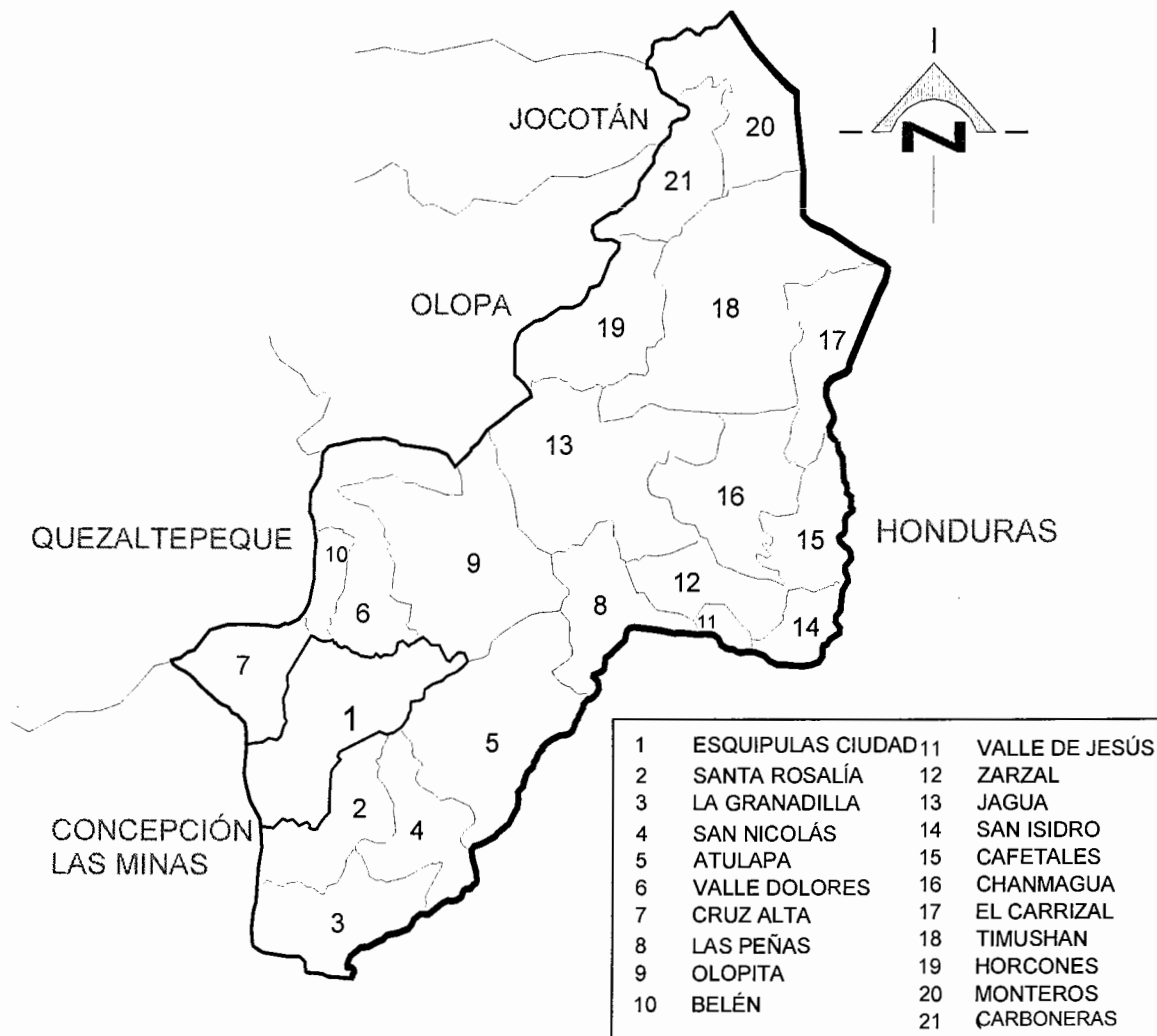 JOCOTÁN
20
21
OLOPA
18
19
17
13
16
QUEZALTEPEQUE
HONDURAS
10
9
15
12
6
8
11
14
7
1
5
2
4
CONCEPCIÓN
LAS MINAS
3
N
1 ESQUIPULAS CIUDAD
2 SANTA ROSALÍA
3 LA GRANADILLA
4 SAN NICOLÁS
5 ATULAPA
6 VALLE DOLORES
7 CRUZ ALTA
8 LAS PEÑAS
9 OLOPITA
10 BELÉN
11 VALLE DE JESÚS
12 ZARZAL
13 JAGUA
14 SAN ISIDRO
15 CAFETALES
16 CHANMAGUA
17 EL CARRIZAL
18 TIMUSHAN
19 HORCONES
20 MONTEROS
21 CARBONERAS